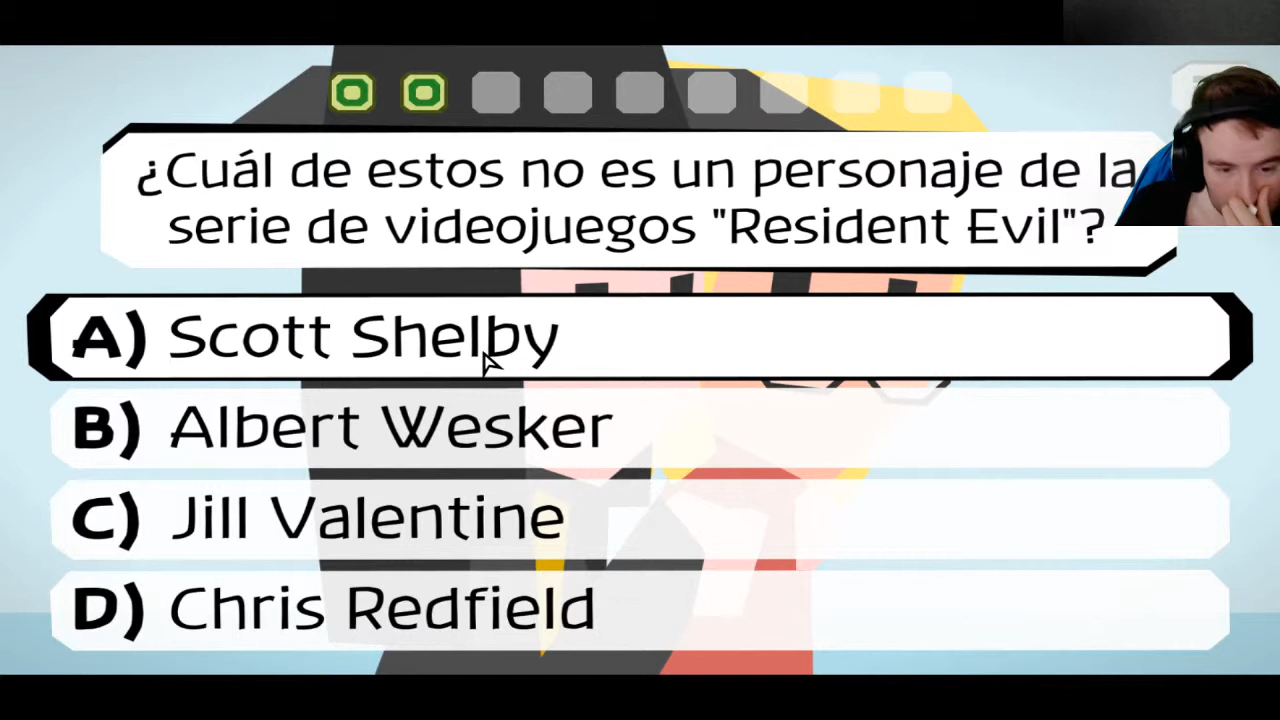 ¿Cuál de estos no es un personaje de la
serie de videojuegos "Resident Evil"?
A) Scott Shelby
B) Albert Wesker
C) Jill Valentine
D) Chris Redfield